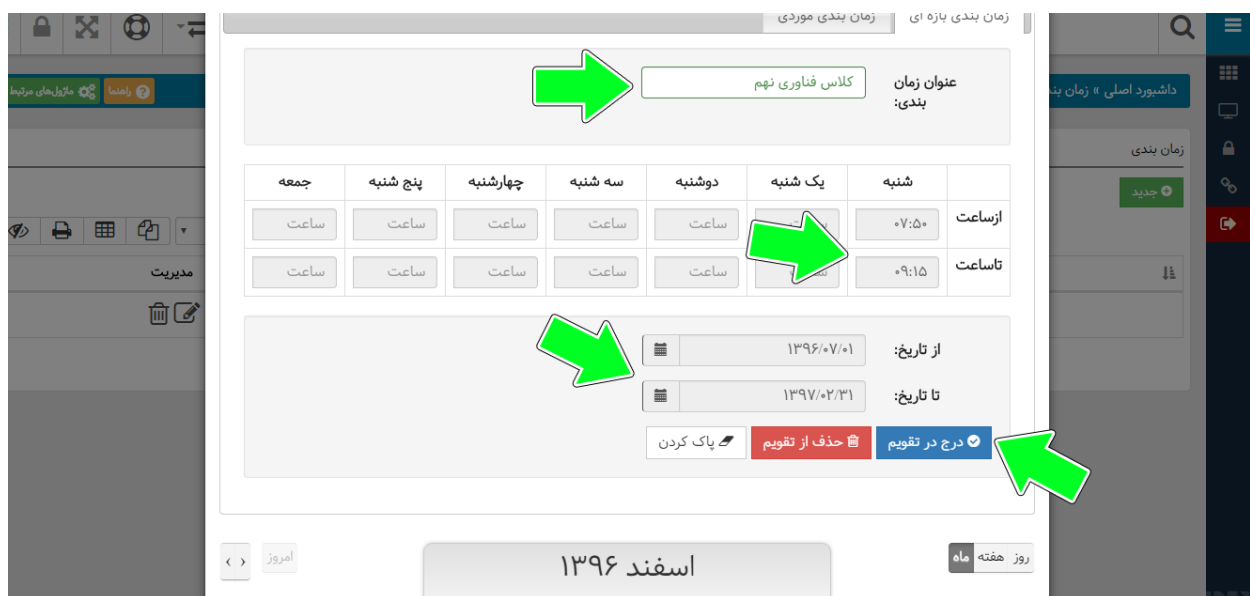 زمان بندی بازه ای
زمان بندی موردی
عنوان زمان بندی:
کلاس فناوری نهم
شنبه یک شنبه دوشنبه سه شنبه چهارشنبه پنج شنبه جمعه
ازساعت ۰۷:۵۰ ساعت ساعت ساعت ساعت ساعت
تاساعت ۰۹:۱۵ ساعت ساعت ساعت ساعت ساعت
از تاریخ: ۱۳۹۶/۰۷/۰۱
تا تاریخ: ۱۳۹۷/۰۲/۳۱
درج در تقویم حذف از تقویم پاک کردن
روز هفته ماه
اسفند ۱۳۹۶
امروز
داشبورد اصلی » زمان
راهنما
ماژول‌های مرتبط
زمان بندی
جدید
مدیریت